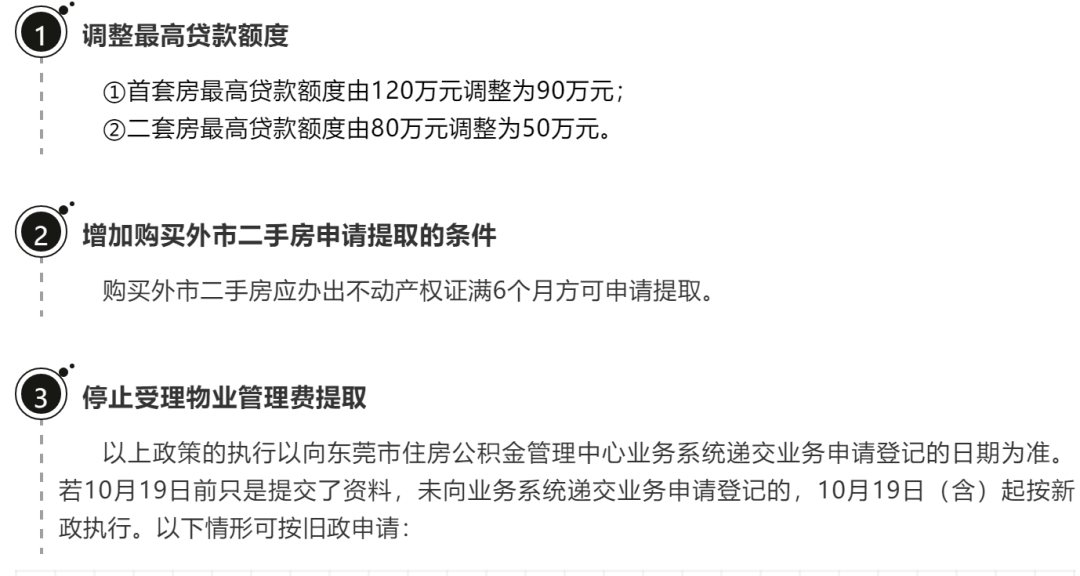 1 调整最高贷款额度
①首套房最高贷款额度由120万元调整为90万元；
②二套房最高贷款额度由80万元调整为50万元。
2 增加购买外市二手房申请提取的条件
购买外市二手房应办出不动产权证满6个月方可申请提取。
3 停止受理物业管理费提取
以上政策的执行以向东莞市住房公积金管理中心业务系统递交业务申请登记的日期为准。
若10月19日前只是提交了资料，未向业务系统递交业务申请登记的，10月19日（含）起按新
政执行。以下情形可按旧政申请：